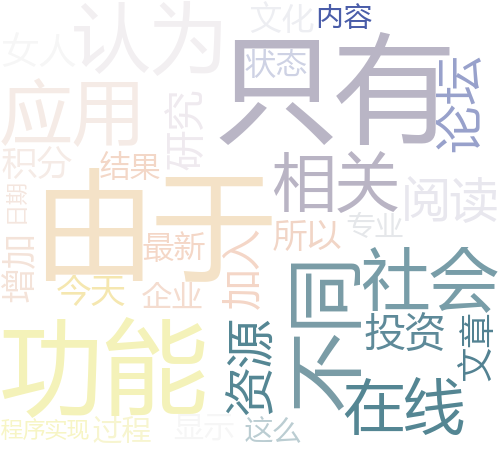 文化
内容
女人
认为
只有
状态
论坛
应用
研究
积分
结果
相关
阅读
日期
由于
专业
增加
最新
加入
所以
今天
企业
不同
社会
功能
资源
投资
文章
在线
程序实现
过程
显示
这么